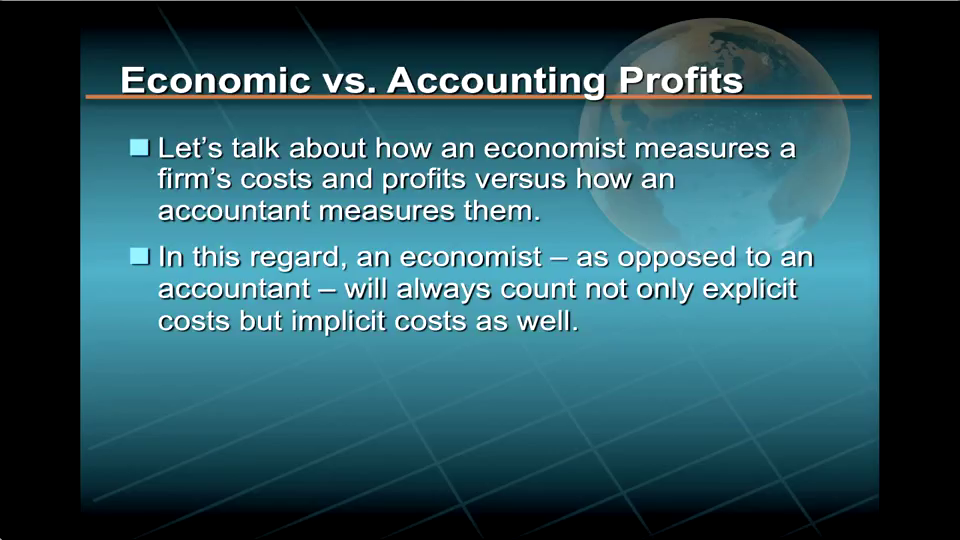 Economic vs. Accounting Profits
Let’s talk about how an economist measures a
firm’s costs and profits versus how an
accountant measures them.
In this regard, an economist – as opposed to an
accountant – will always count not only explicit
costs but implicit costs as well.